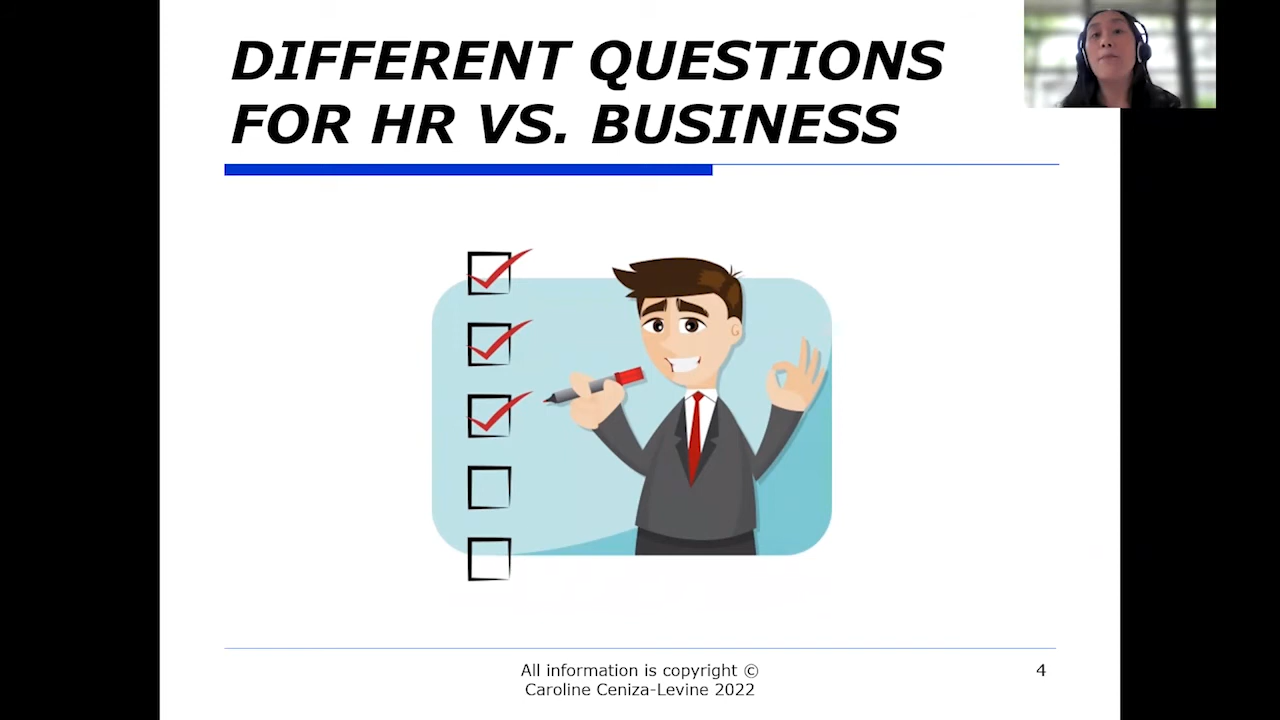 DIFFERENT QUESTIONS
FOR HR VS. BUSINESS
All information is copyright ©
Caroline Ceniza-Levine 2022
4